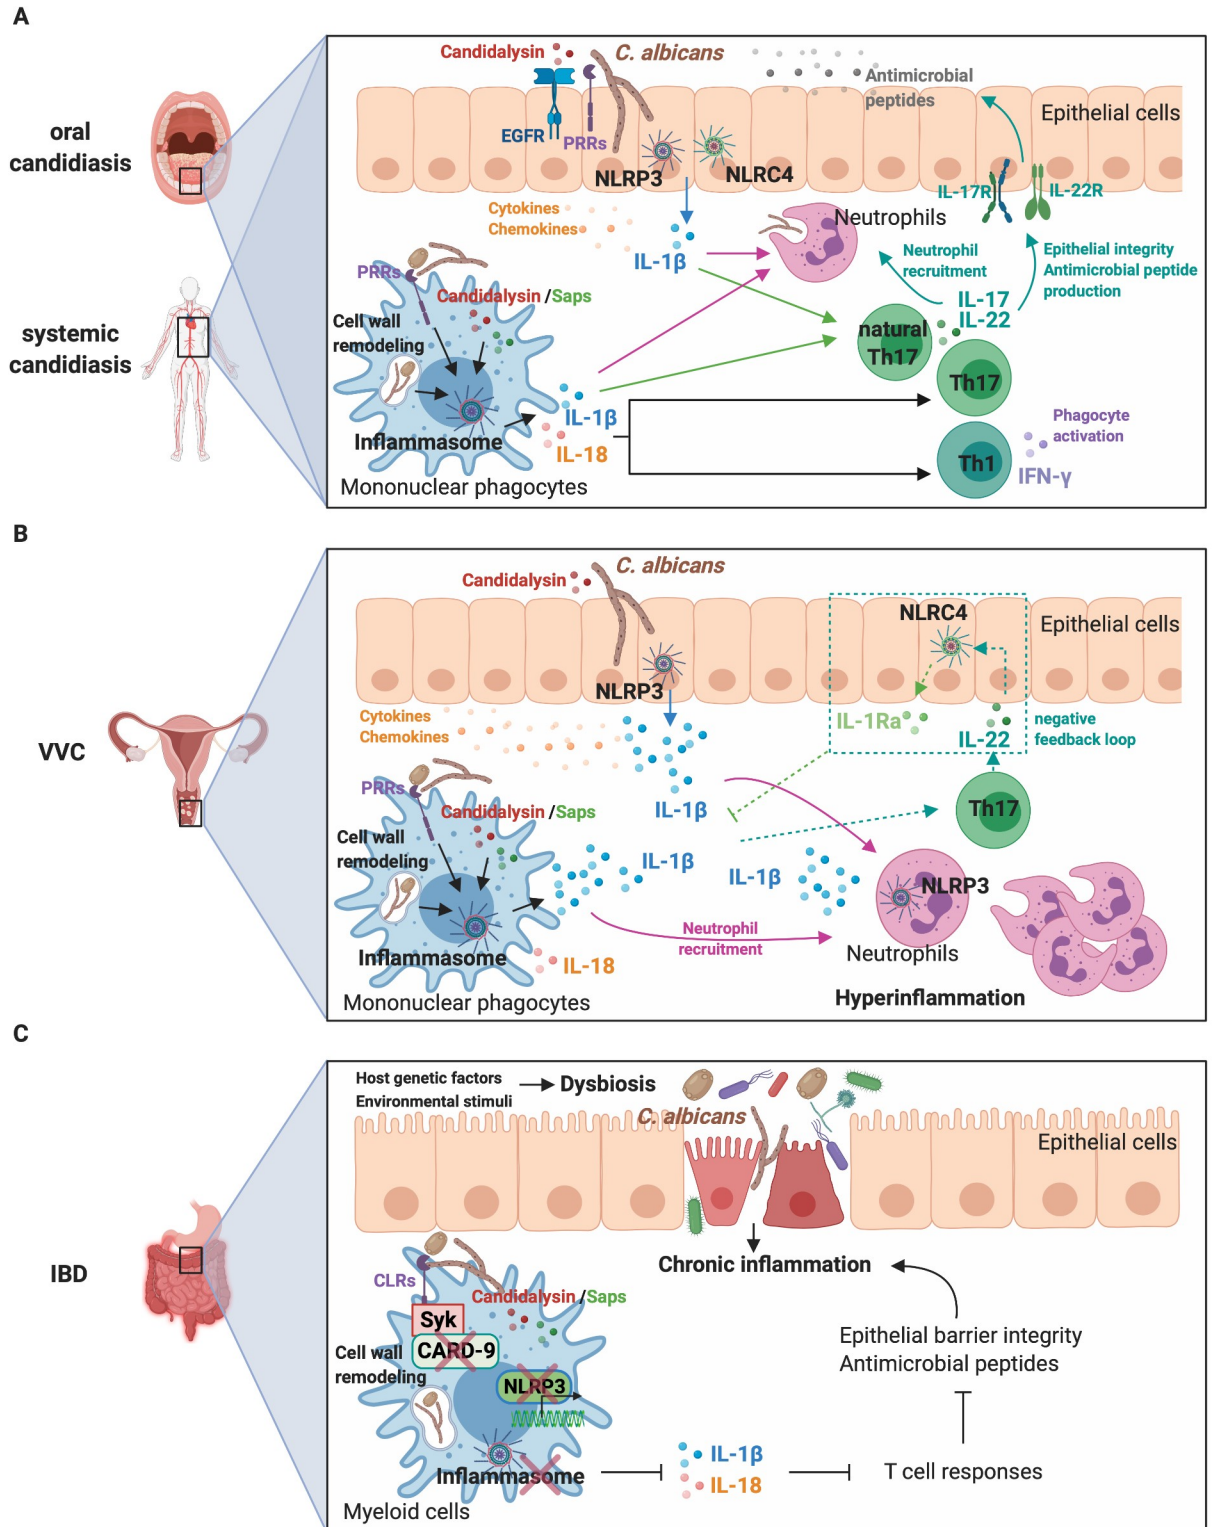 A
oral
candidiasis
systemic
candidiasis
Candidalysin
C. albicans
EGFR
PRRs
NLRP3
NLRC4
Antimicrobial
peptides
Epithelial cells
IL-17R
IL-22R
Cytokines
Chemokines
IL-1β
Neutrophils
Neutrophil
recruitment
Epithelial integrity
Antimicrobial peptide
production
IL-17
IL-22
natural
Th17
Th17
PRRs
Candidalysin /Saps
Cell wall
remodeling
Inflammasome
IL-1β
IL-18
Mononuclear phagocytes
Th1
Phagocyte
activation
IFN-γ
B
VVC
Candidalysin
C. albicans
NLRP3
NLRC4
Epithelial cells
Cytokines
Chemokines
IL-1β
IL-1Ra
IL-22
negative
feedback loop
Th17
PRRs
Candidalysin /Saps
Cell wall
remodeling
Inflammasome
IL-1β
IL-18
Mononuclear phagocytes
IL-1β
Neutrophil
recruitment
NLRP3
Neutrophils
Hyperinflammation
C
IBD
Host genetic factors
Environmental stimuli
Dysbiosis
C. albicans
Epithelial cells
Chronic inflammation
CLRs
Candidalysin /Saps
Syk
CARD-9
Cell wall
remodeling
NLRP3
Inflammasome
Myeloid cells
IL-1β
IL-18
T cell responses
Epithelial barrier integrity
Antimicrobial peptides